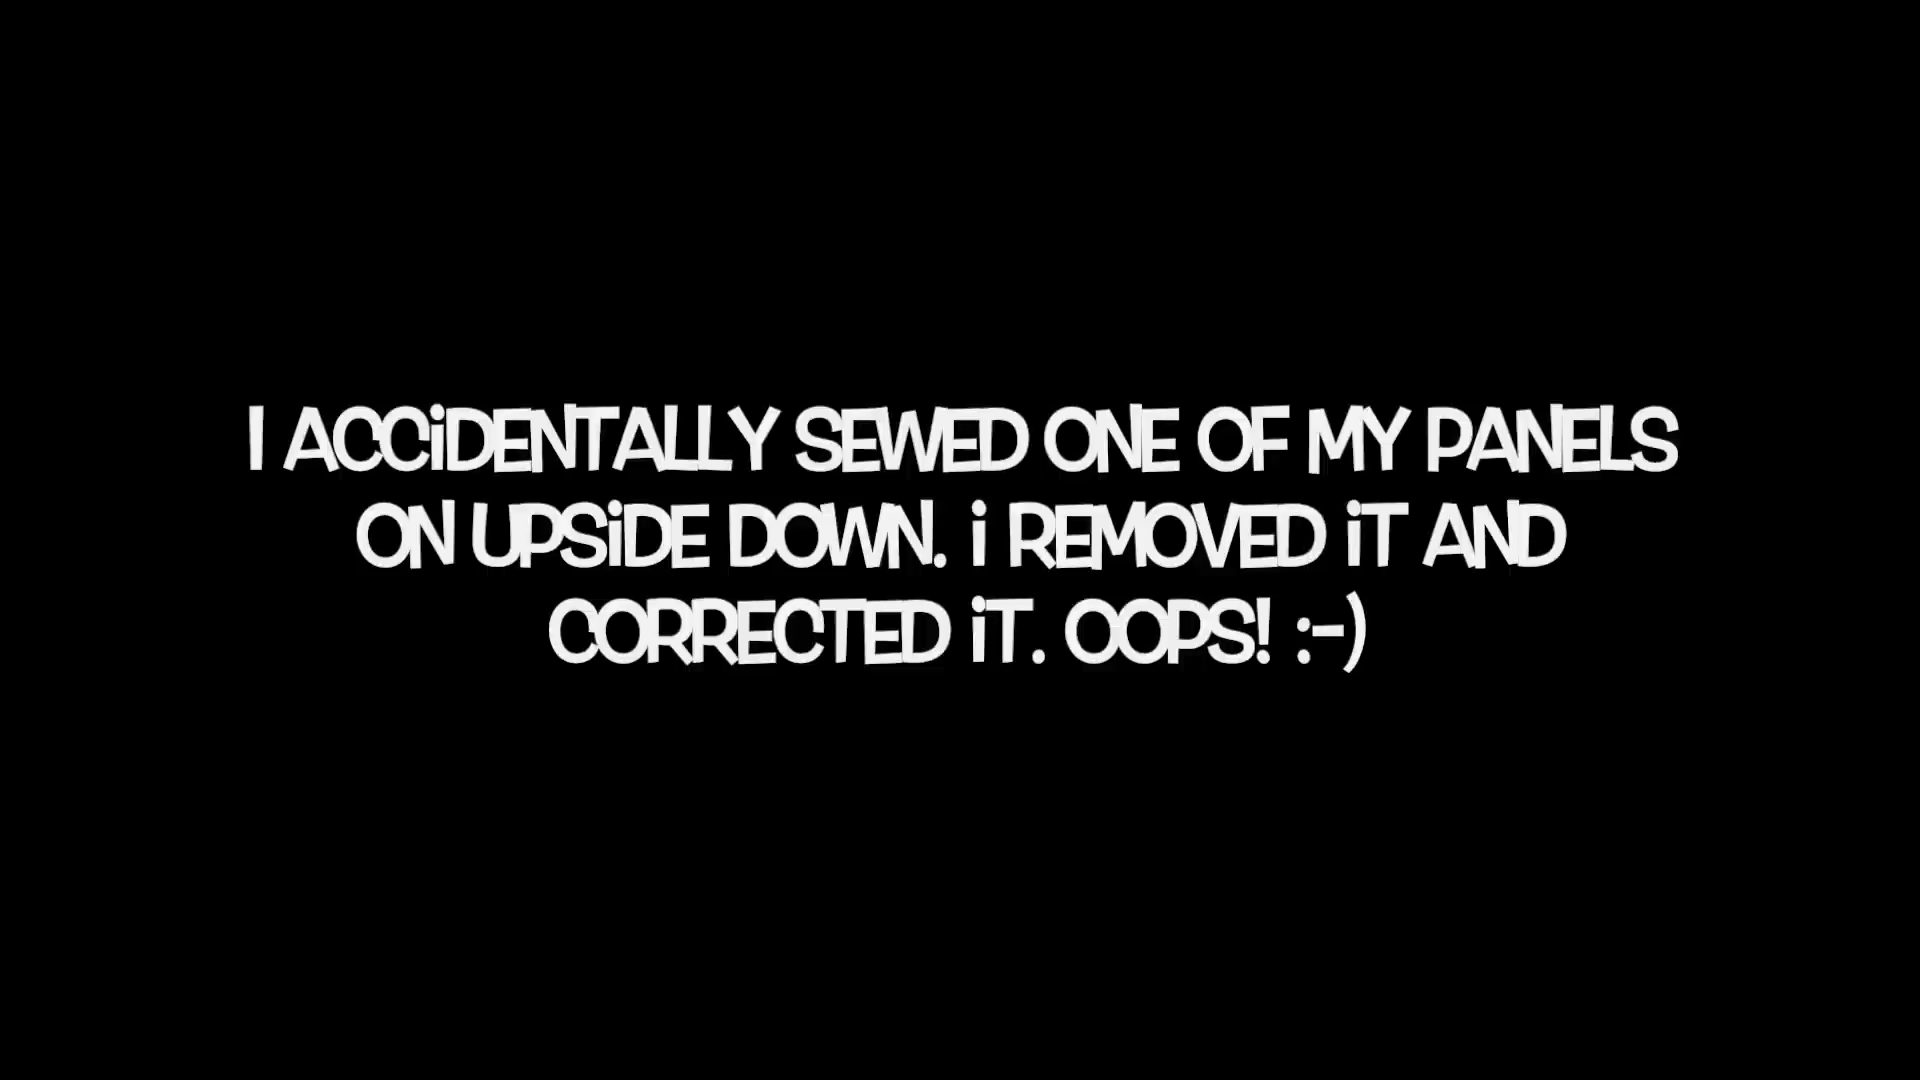 I ACCiDENTALLY SEWED ONE OF MY PANELS
ON UPSiDE DOWN. i REMOVED iT AND
CORRECTED iT. OOPS! :-)